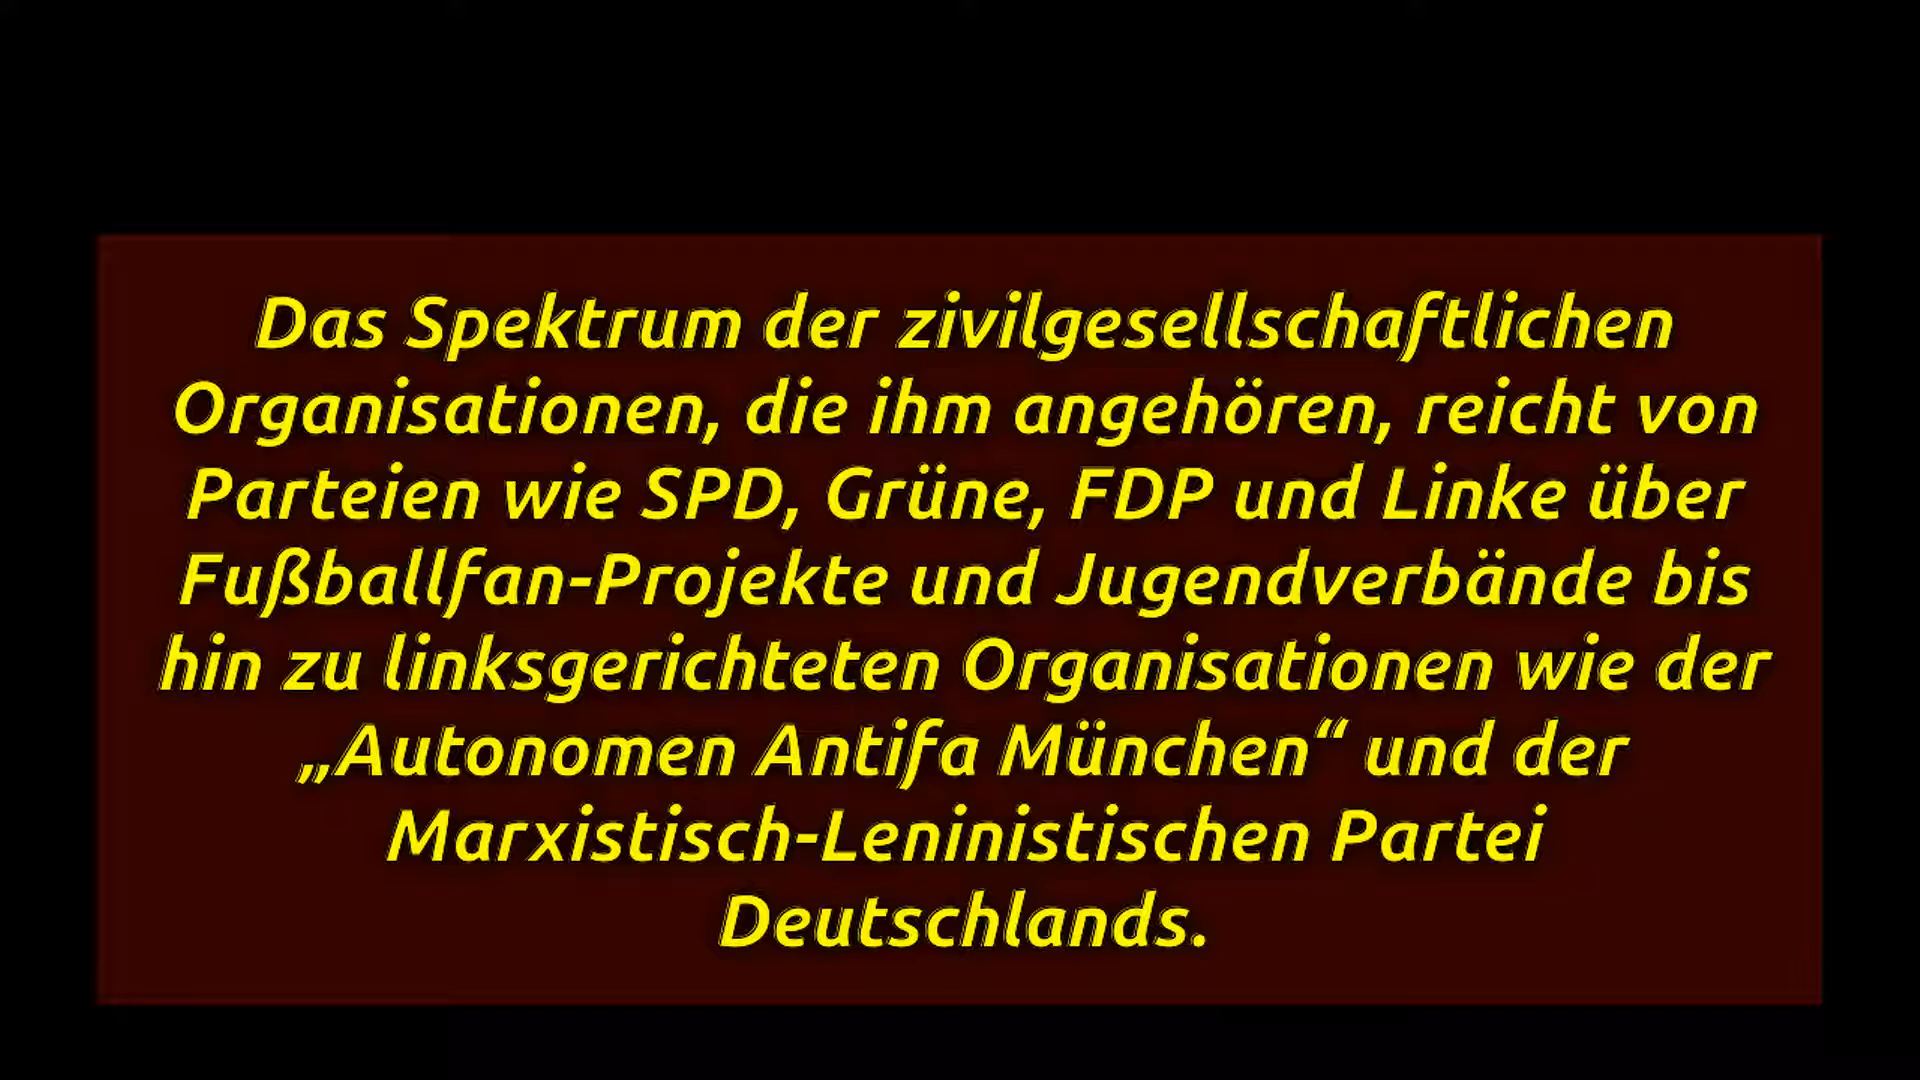 Das Spektrum der zivilgesellschaftlichen
Organisationen, die ihm angehören, reicht von
Parteien wie SPD, Grüne, FDP und Linke über
Fußballfan-Projekte und Jugendverbände bis
hin zu linksgerichteten Organisationen wie der
„Autonomen Antifa München“ und der
Marxistisch-Leninistischen Partei
Deutschlands.